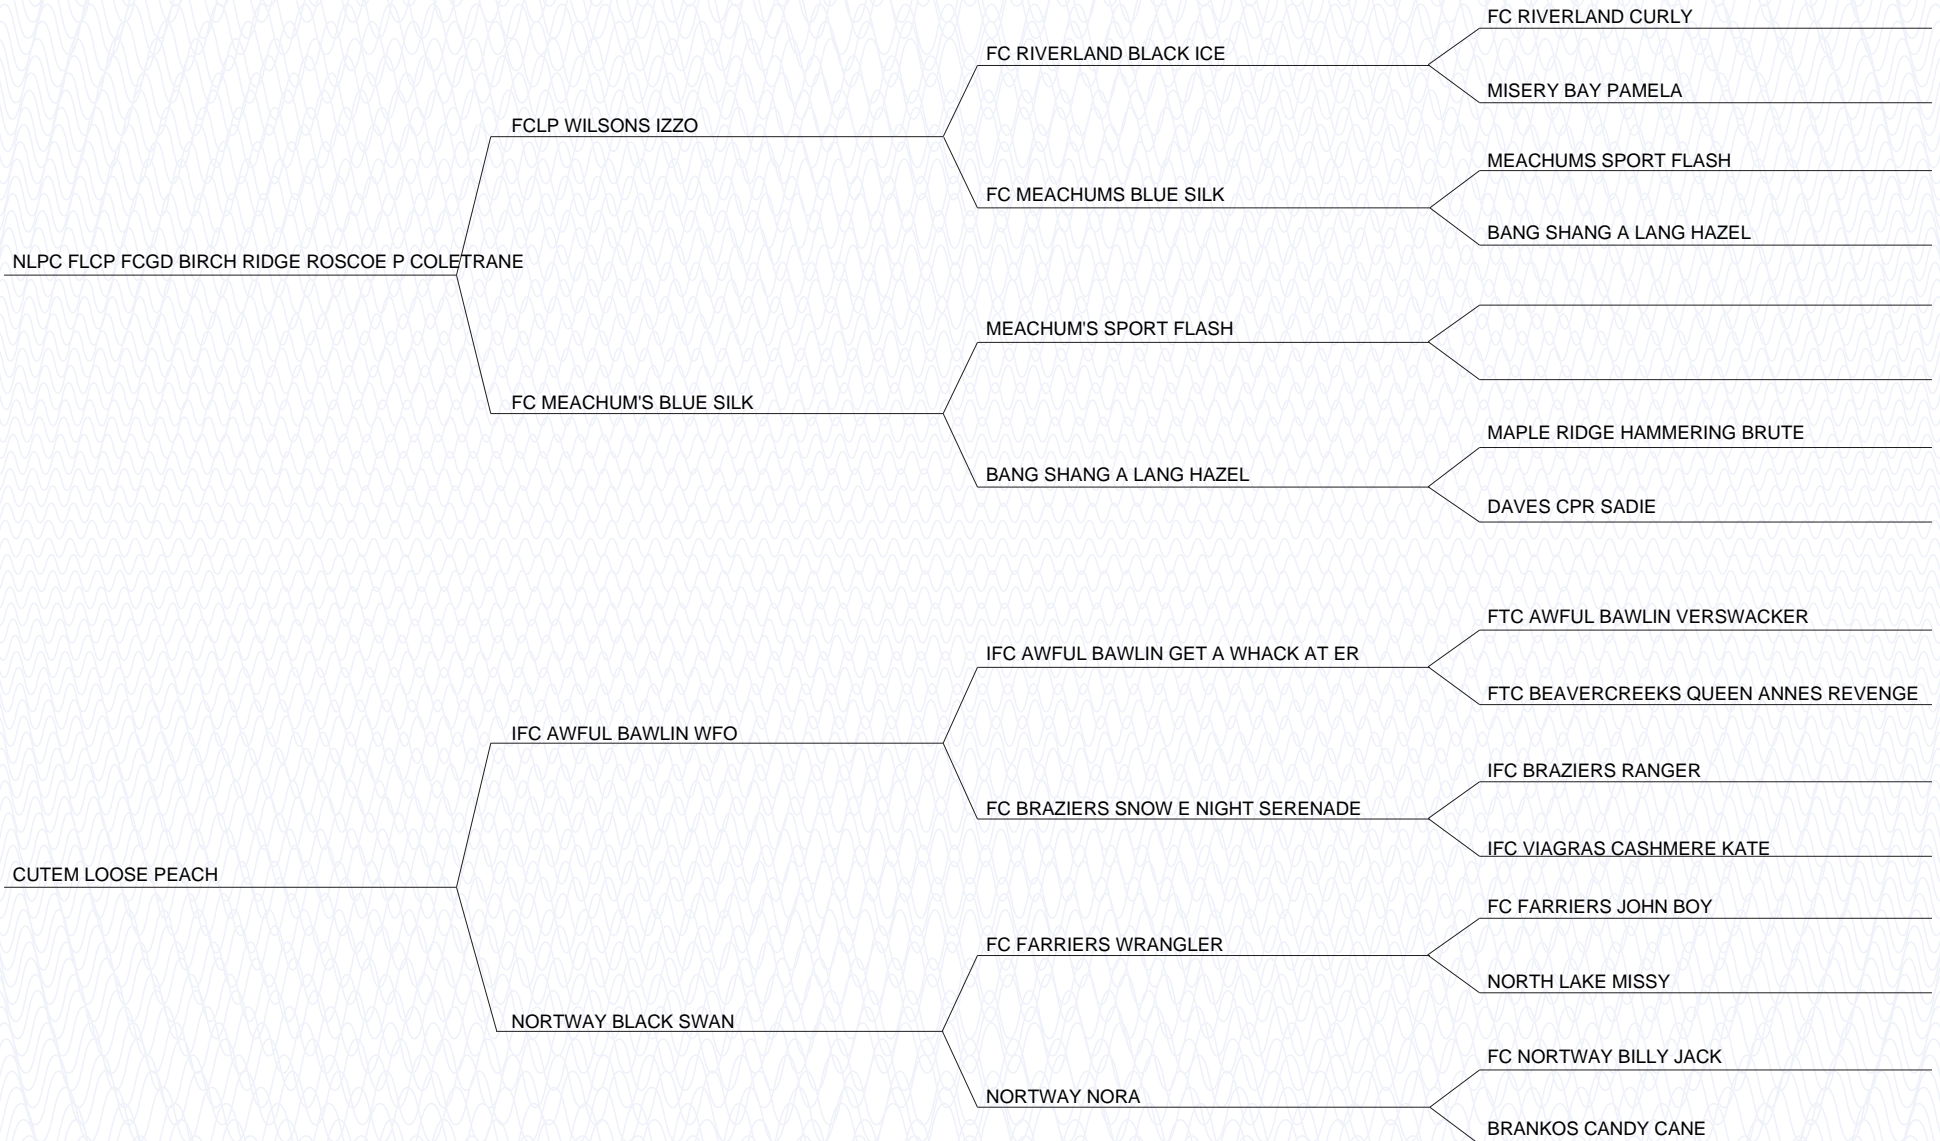 FC RIVERLAND CURLY
FC RIVERLAND BLACK ICE
MISERY BAY PAMELA
FCLP WILSONS IZZO
MEACHUMS SPORT FLASH
FC MEACHUMS BLUE SILK
BANG SHANG A LANG HAZEL
NLPC FLCP FCGD BIRCH RIDGE ROSCOE P COLETRANE
MEACHUM'S SPORT FLASH
FC MEACHUM'S BLUE SILK
MAPLE RIDGE HAMMERING BRUTE
BANG SHANG A LANG HAZEL
DAVES CPR SADIE
FTC AWFUL BAWLIN VERSWACKER
IFC AWFUL BAWLIN GET A WHACK AT ER
FTC BEAVERCREEKS QUEEN ANNES REVENGE
IFC AWFUL BAWLIN WFO
IFC BRAZIERS RANGER
FC BRAZIERS SNOW E NIGHT SERENADE
IFC VIAGRAS CASHMERE KATE
CUTEM LOOSE PEACH
FC FARRIERS JOHN BOY
FC FARRIERS WRANGLER
NORTH LAKE MISSY
NORTWAY BLACK SWAN
FC NORTWAY BILLY JACK
NORTWAY NORA
BRANKOS CANDY CANE